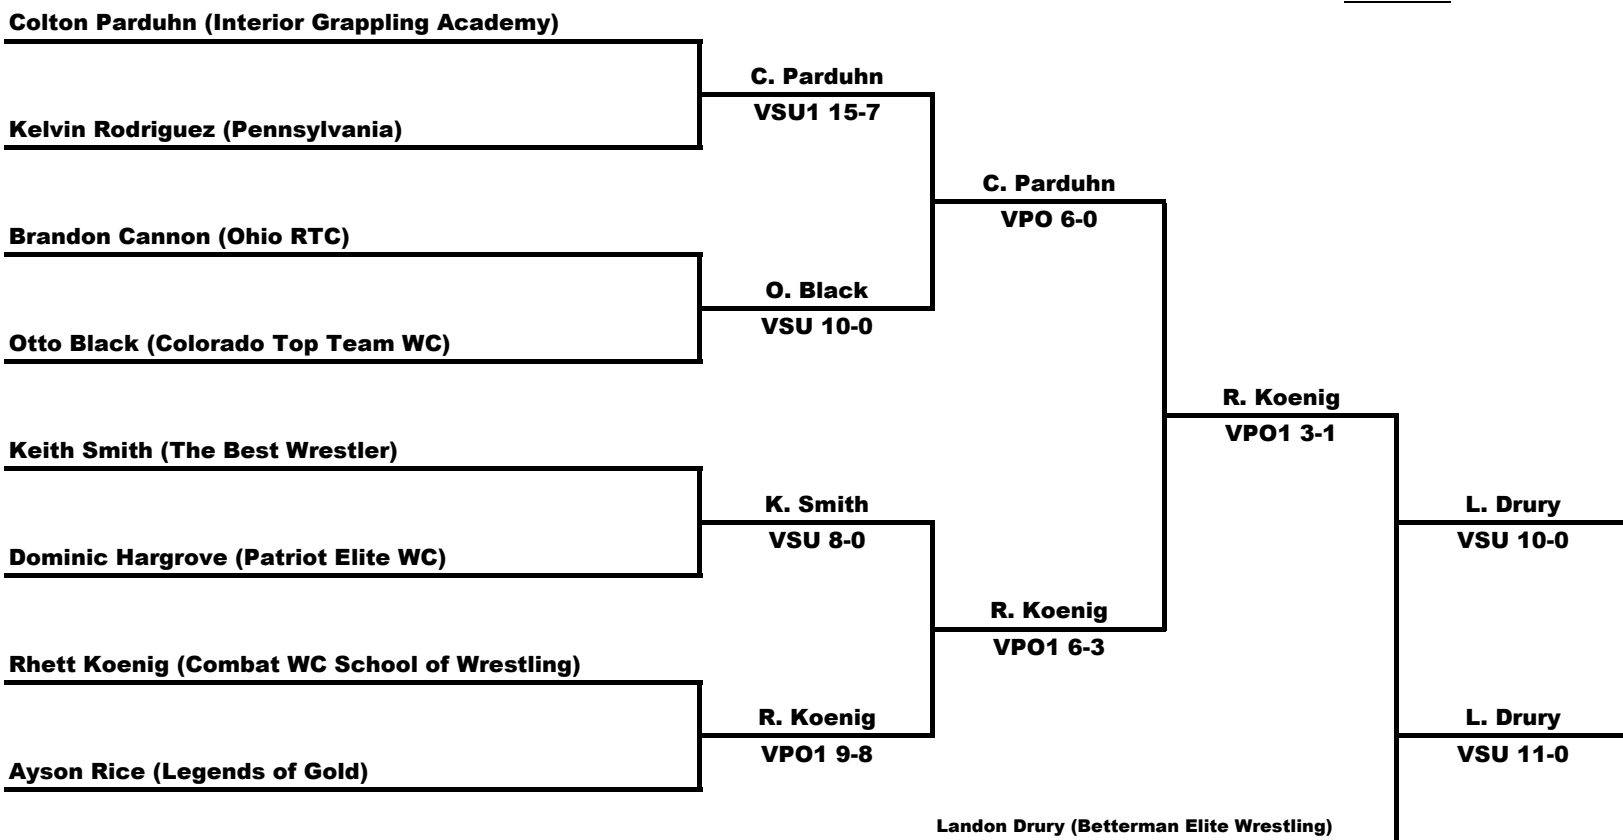 Colton Parduhn (Interior Grappling Academy)
C. Parduhn
VSU1 15-7
Kelvin Rodriguez (Pennsylvania)
C. Parduhn
VPO 6-0
Brandon Cannon (Ohio RTC)
O. Black
VSU 10-0
Otto Black (Colorado Top Team WC)
R. Koenig
VPO1 3-1
Keith Smith (The Best Wrestler)
K. Smith
VSU 8-0
L. Drury
VSU 10-0
Dominic Hargrove (Patriot Elite WC)
R. Koenig
VPO1 6-3
Rhett Koenig (Combat WC School of Wrestling)
R. Koenig
VPO1 9-8
L. Drury
VSU 11-0
Ayson Rice (Legends of Gold)
Landon Drury (Betterman Elite Wrestling)